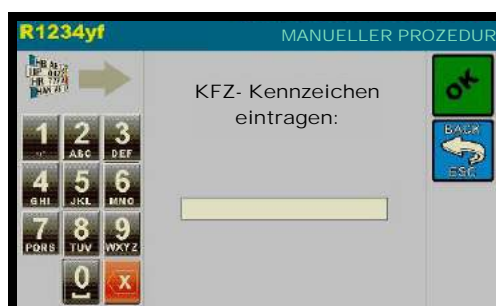 R1234yf
MANUELLER PROZEDUR
KFZ- Kennzeichen
eintragen:
OK
BACK
ESC
1
2
ABC
3
DEF
4
GHI
5
JKL
6
MNO
7
PQRS
8
TUV
9
WXYZ
0
X